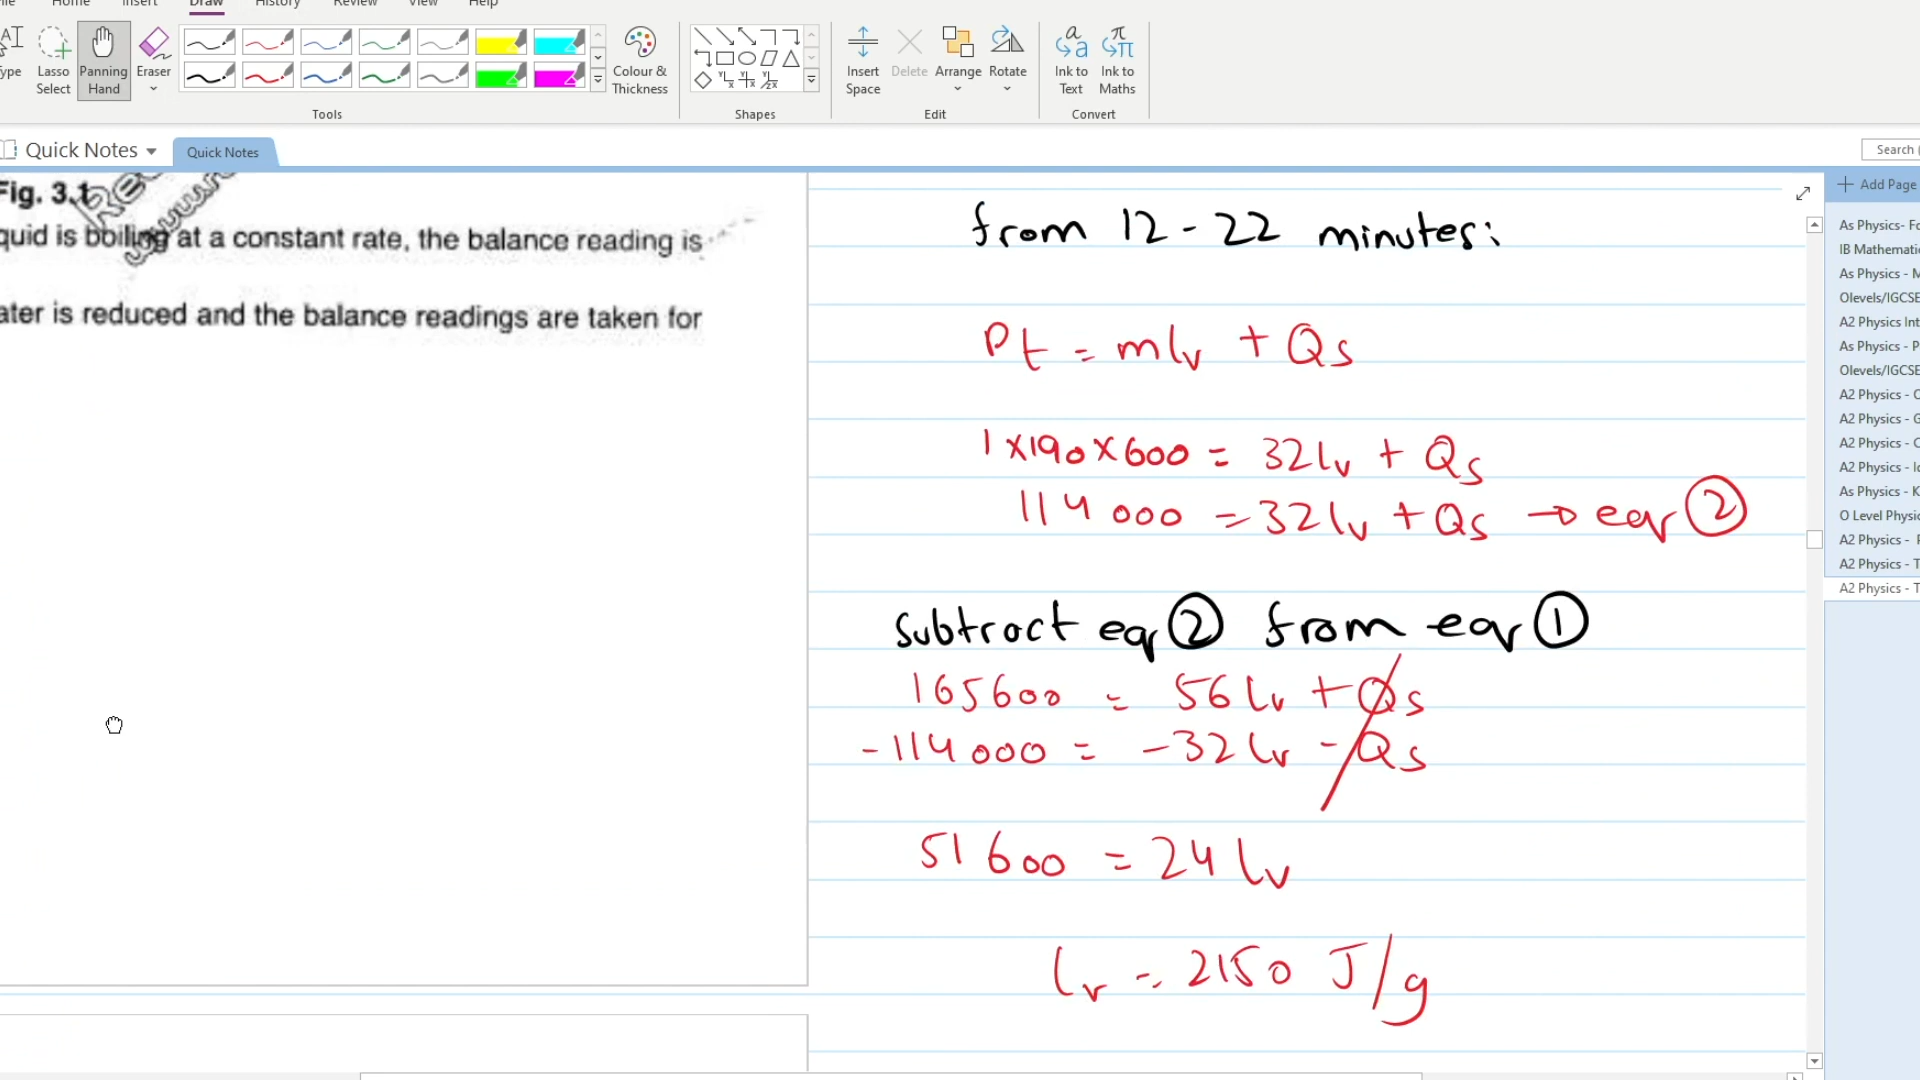 Home Insert Draw History Review View Help
Type
Lasso Select
Panning Hand
Eraser
Colour & Thickness
Insert Space
Delete
Arrange
Rotate
Ink to Text
Ink to Maths
Tools
Shapes
Edit
Convert
Quick Notes
Quick Notes
Search
Add Page
Fig. 3.1
quid is boiling at a constant rate, the balance reading is
ater is reduced and the balance readings are taken for
from 12 - 22 minutes:
Pt = mlv + Qs
1×190×600 = 32lv + Qs
114 000 = 32lv + Qs → eq ②
subtract eq ② from eq ①
165600 = 56lv + Qs
-114000 = -32lv - Qs
51 600 = 24 lv
lv = 2150 J/g
As Physics- Fo
IB Mathemati
As Physics - M
Olevels/IGCSE
A2 Physics Int
As Physics - P
Olevels/IGCSE
A2 Physics - C
A2 Physics - G
A2 Physics - C
A2 Physics - Ic
As Physics - K
O Level Physic
A2 Physics - P
A2 Physics - T
A2 Physics - T